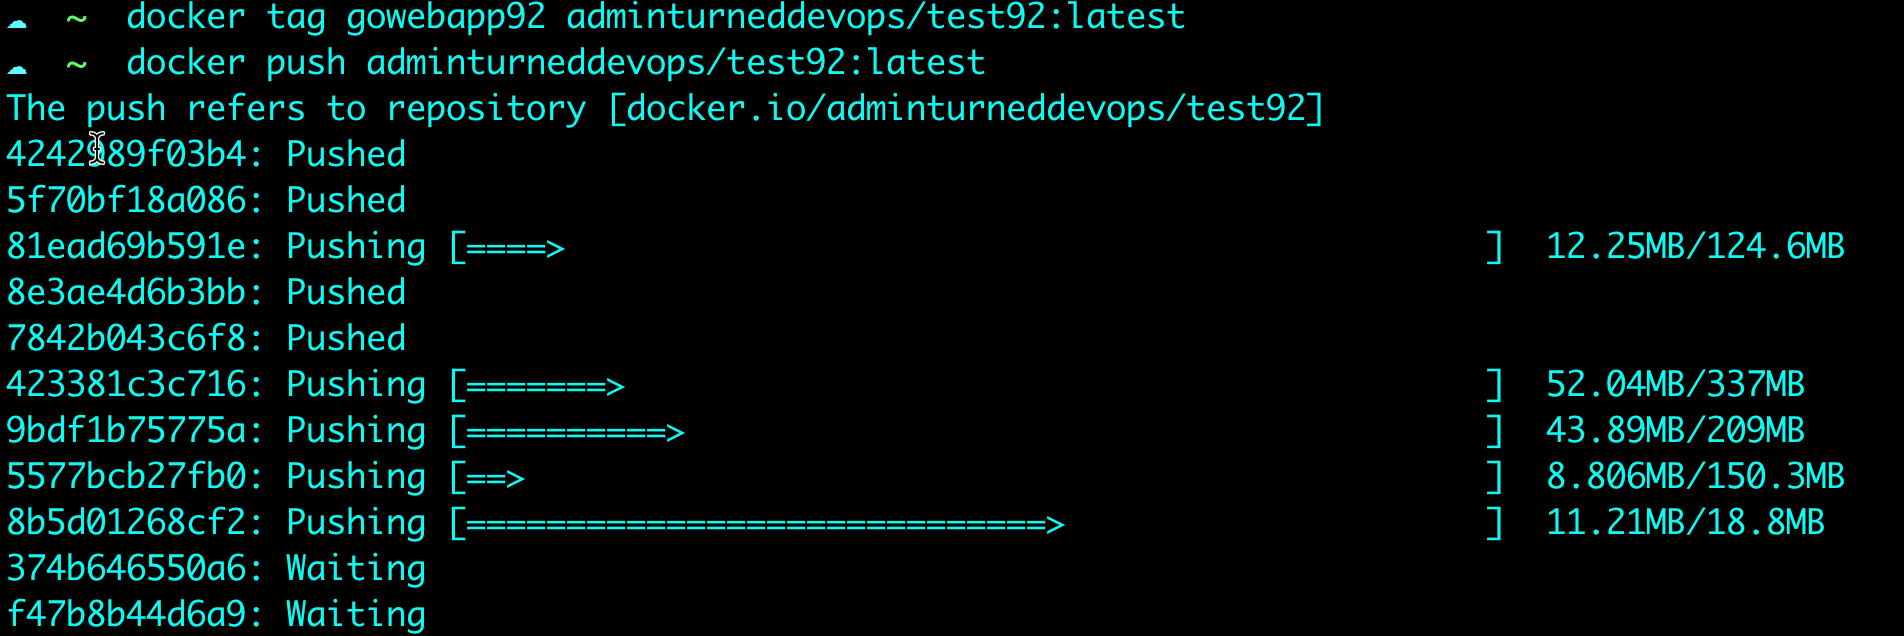 ☁ ~ docker tag gowebapp92 adminturneddevops/test92:latest
☁ ~ docker push adminturneddevops/test92:latest
The push refers to repository [docker.io/adminturneddevops/test92]
4242989f03b4: Pushed
5f70bf18a086: Pushed
81ead69b591e: Pushing [====>                                              ]  12.25MB/124.6MB
8e3ae4d6b3bb: Pushed
7842b043c6f8: Pushed
423381c3c716: Pushing [=======>                                           ]  52.04MB/337MB
9bdf1b75775a: Pushing [==========>                                        ]  43.89MB/209MB
5577bcb27fb0: Pushing [==>                                                ]  8.806MB/150.3MB
8b5d01268cf2: Pushing [=============================>                     ]  11.21MB/18.8MB
374b646550a6: Waiting
f47b8b44d6a9: Waiting